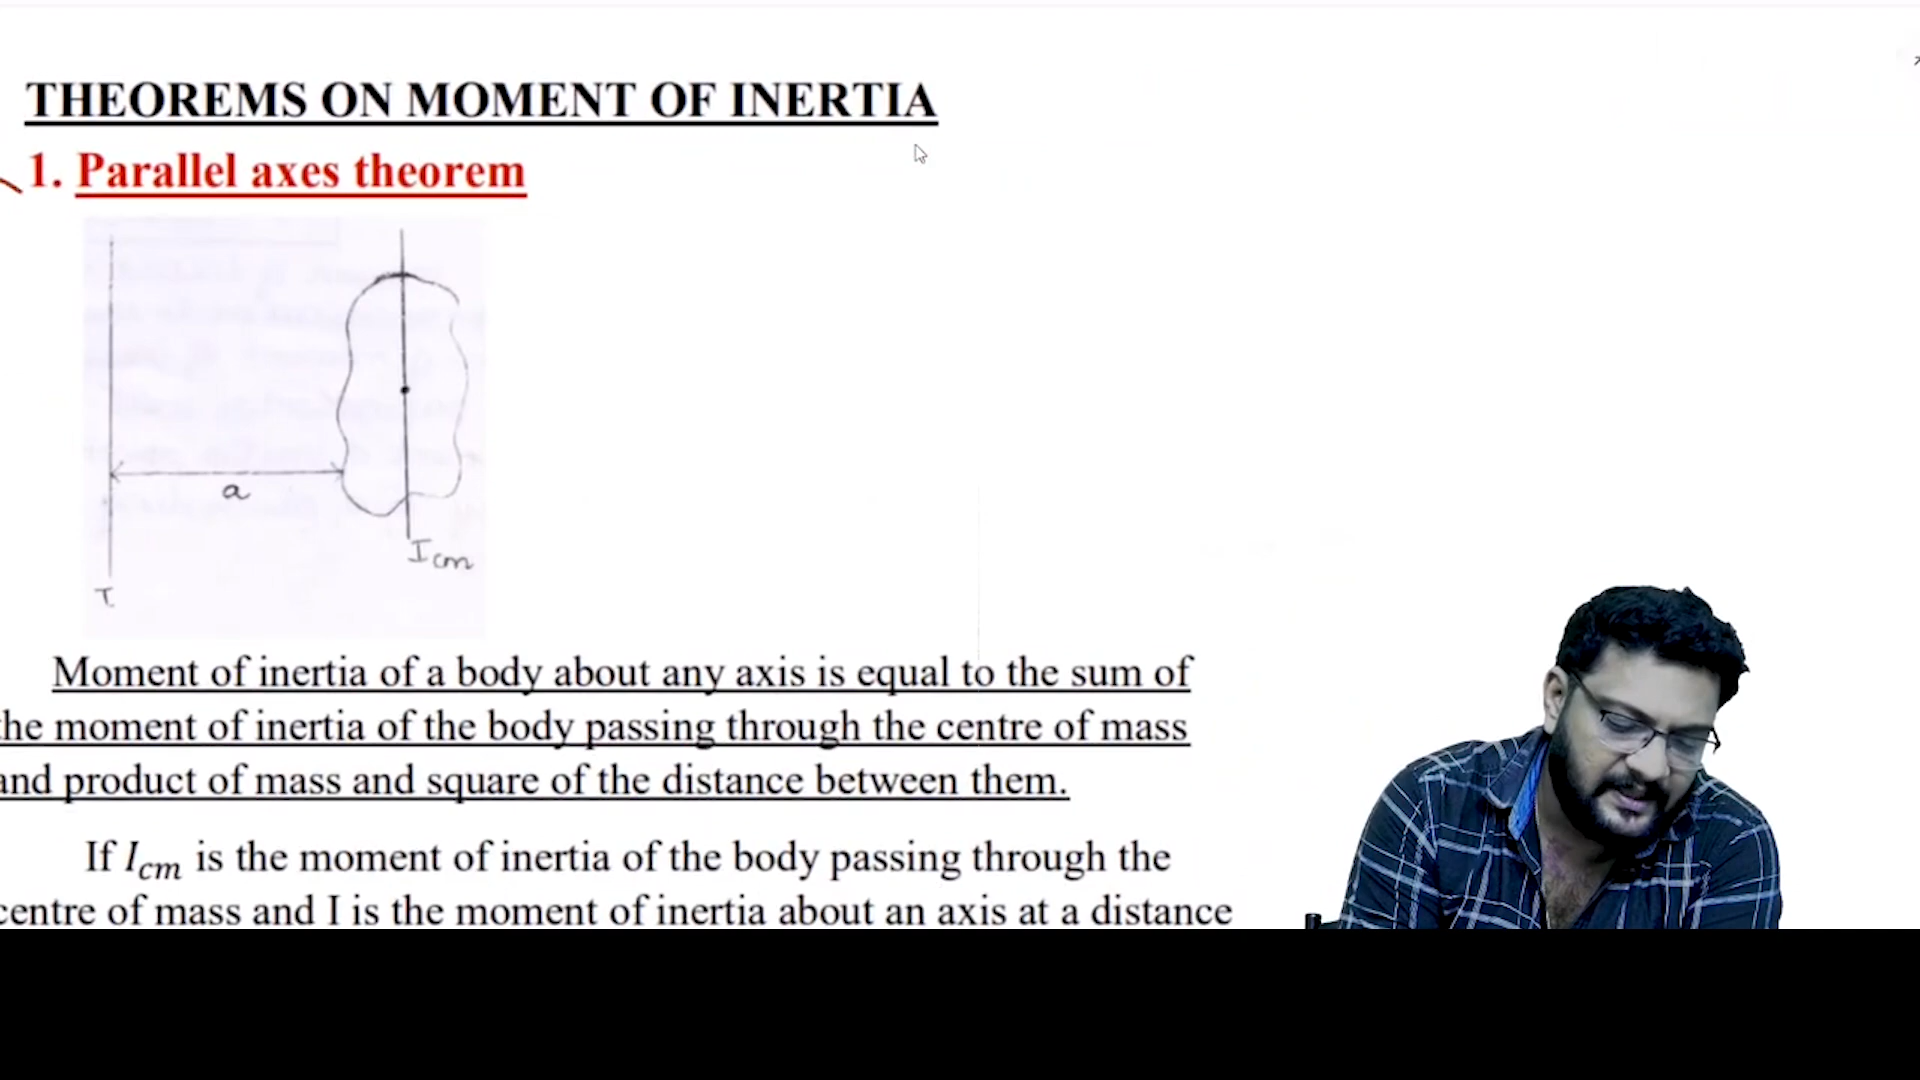 THEOREMS ON MOMENT OF INERTIA
1. Parallel axes theorem
a
Icm
I
Moment of inertia of a body about any axis is equal to the sum of
the moment of inertia of the body passing through the centre of mass
and product of mass and square of the distance between them.
If Icm is the moment of inertia of the body passing through the
centre of mass and I is the moment of inertia about an axis at a distance